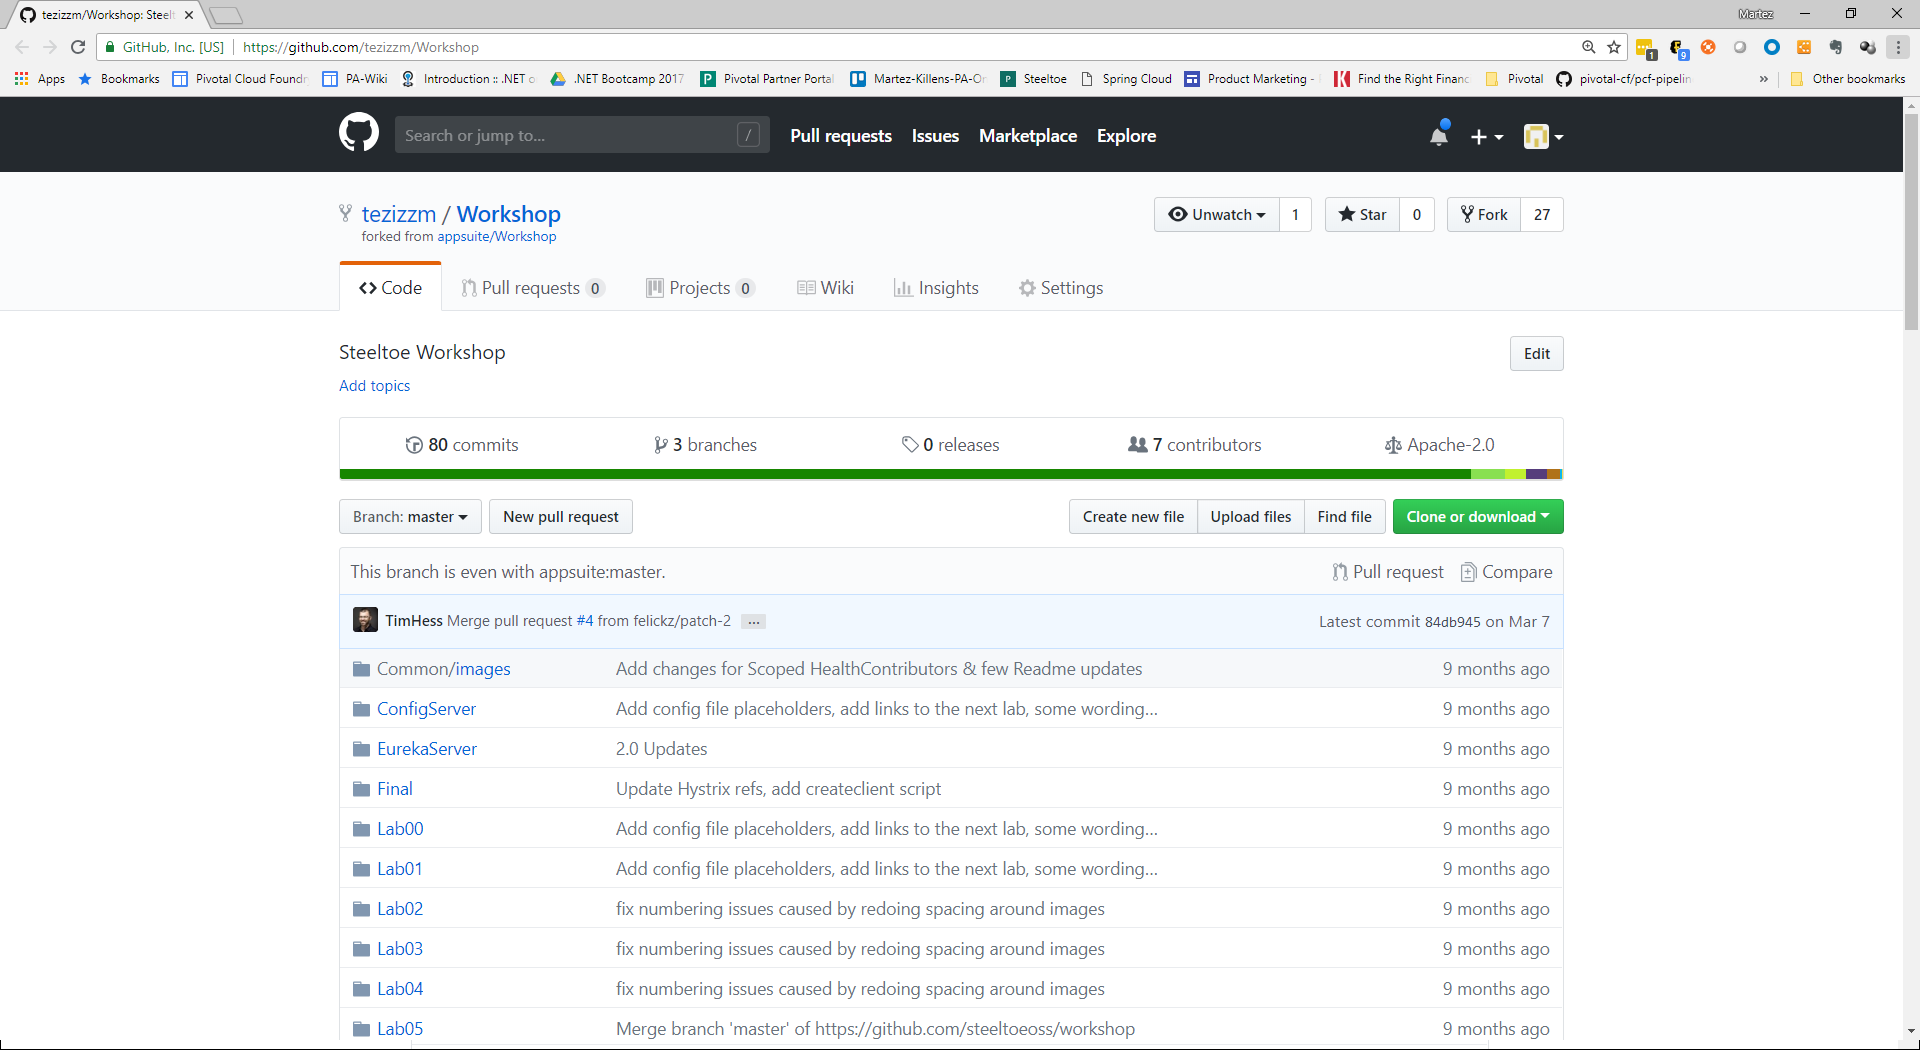 tezizzm/Workshop: Steelt
Martez
GitHub, Inc. [US] https://github.com/tezizzm/Workshop
1
9
Apps Bookmarks Pivotal Cloud Found PA-Wiki Introduction :: .NET .NET Bootcamp 2017 Pivotal Partner Portal Martez-Killens-PA-Or Steeltoe Spring Cloud Product Marketing - Find the Right Financ Pivotal pivotal-cf/pcf-pipelin » Other bookmarks
Search or jump to... / Pull requests Issues Marketplace Explore
tezizzm / Workshop Unwatch 1 Star 0 Fork 27
forked from appsuite/Workshop
Code Pull requests 0 Projects 0 Wiki Insights Settings
Steeltoe Workshop Edit
Add topics
80 commits 3 branches 0 releases 7 contributors Apache-2.0
Branch: master New pull request Create new file Upload files Find file Clone or download
This branch is even with appsuite:master. Pull request Compare
TimHess Merge pull request #4 from felickz/patch-2 ... Latest commit 84db945 on Mar 7
Common/images Add changes for Scoped HealthContributors & few Readme updates 9 months ago
ConfigServer Add config file placeholders, add links to the next lab, some wording… 9 months ago
EurekaServer 2.0 Updates 9 months ago
Final Update Hystrix refs, add createclient script 9 months ago
Lab00 Add config file placeholders, add links to the next lab, some wording… 9 months ago
Lab01 Add config file placeholders, add links to the next lab, some wording… 9 months ago
Lab02 fix numbering issues caused by redoing spacing around images 9 months ago
Lab03 fix numbering issues caused by redoing spacing around images 9 months ago
Lab04 fix numbering issues caused by redoing spacing around images 9 months ago
Lab05 Merge branch 'master' of https://github.com/steeltoeoss/workshop 9 months ago